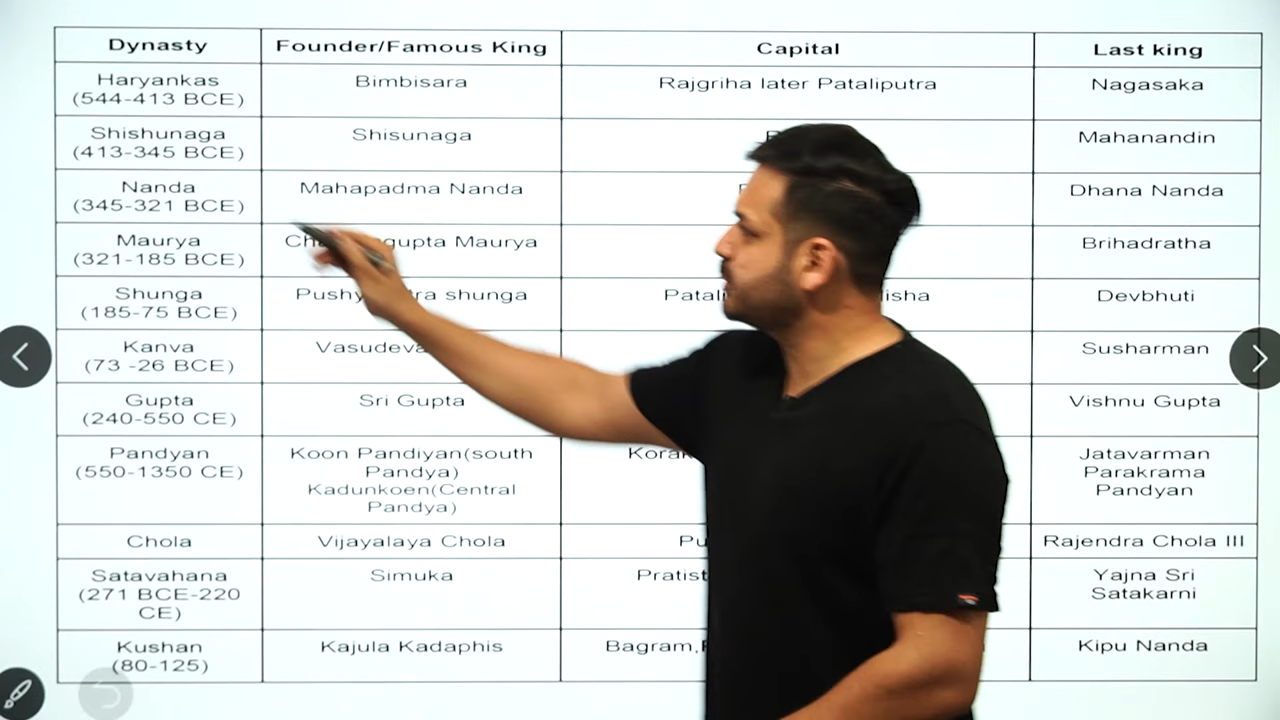 Dynasty Founder/Famous King Capital Last king
Haryankas Bimbisara Rajgriha later Pataliputra Nagasaka
(544-413 BCE)
Shishunaga Shisunaga Mahanandin
(413-345 BCE)
Nanda Mahapadma Nanda Dhana Nanda
(345-321 BCE)
Maurya Maurya Brihadratha
(321-185 BCE)
Shunga shunga Devbhuti
(185-75 BCE)
Kanva Vasudeva Susharman
(73 -26 BCE)
Gupta Sri Gupta Vishnu Gupta
(240-550 CE)
Pandyan Koon Pandiyan(south Jatavarman
(550-1350 CE) Pandya) Parakrama
Kadunkoen(Central Pandyan
Pandya)
Chola Vijayalaya Chola Rajendra Chola III
Satavahana Simuka Yajna Sri
(271 BCE-220 Satakarni
CE)
Kushan Kajula Kadaphis Bagram, Kipu Nanda
(80-125)